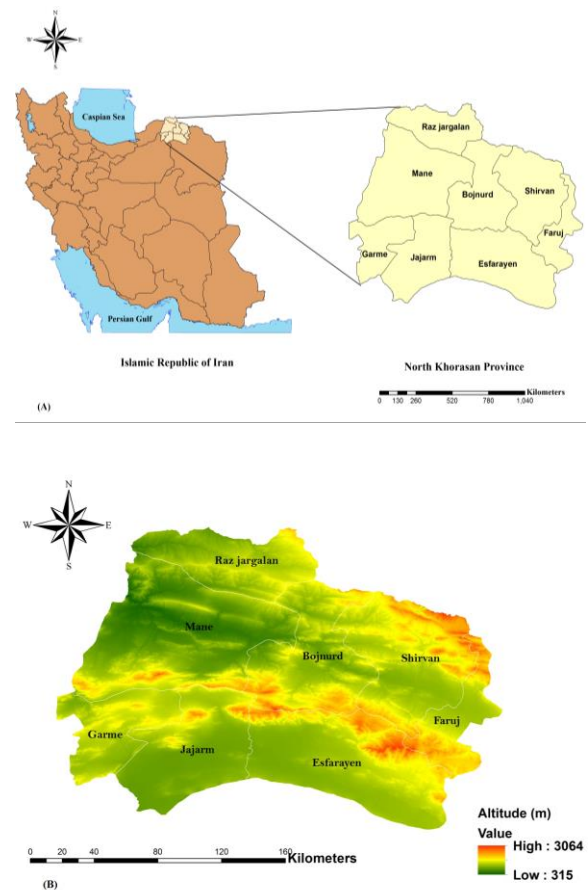 N
W E
S
Caspian Sea
Persian Gulf
Raz jargalan
Mane
Bojnurd
Shirvan
Faruj
Garme
Jajarm
Esfarayen
Islamic Republic of Iran
North Khorasan Province
Kilometers
0 130 260 520 780 1,040
(A)
N
W E
S
Raz jargalan
Mane
Bojnurd
Shirvan
Faruj
Garme
Jajarm
Esfarayen
Altitude (m)
Value
High : 3064
Low : 315
0 20 40 80 120 160
Kilometers
(B)